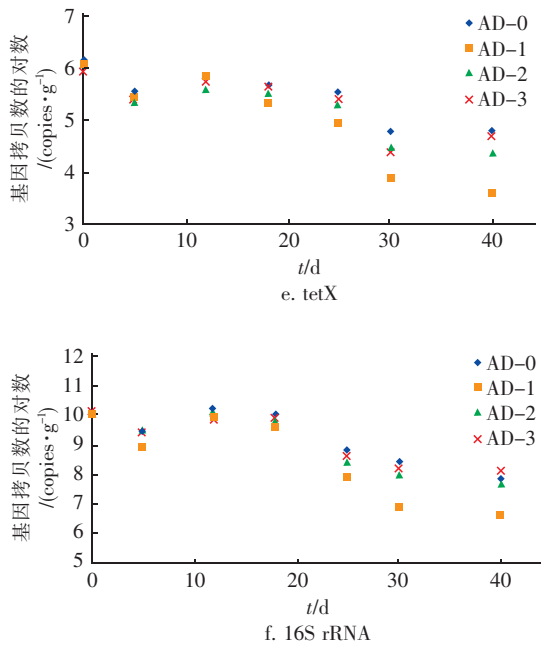 7
6
5
4
3
基因拷贝数的对数
/(copies·g⁻¹)
AD-0
AD-1
AD-2
AD-3
0 10 20 30 40
t/d
e. tetX
12
11
10
9
8
7
6
5
基因拷贝数的对数
/(copies·g⁻¹)
AD-0
AD-1
AD-2
AD-3
0 10 20 30 40
t/d
f. 16S rRNA